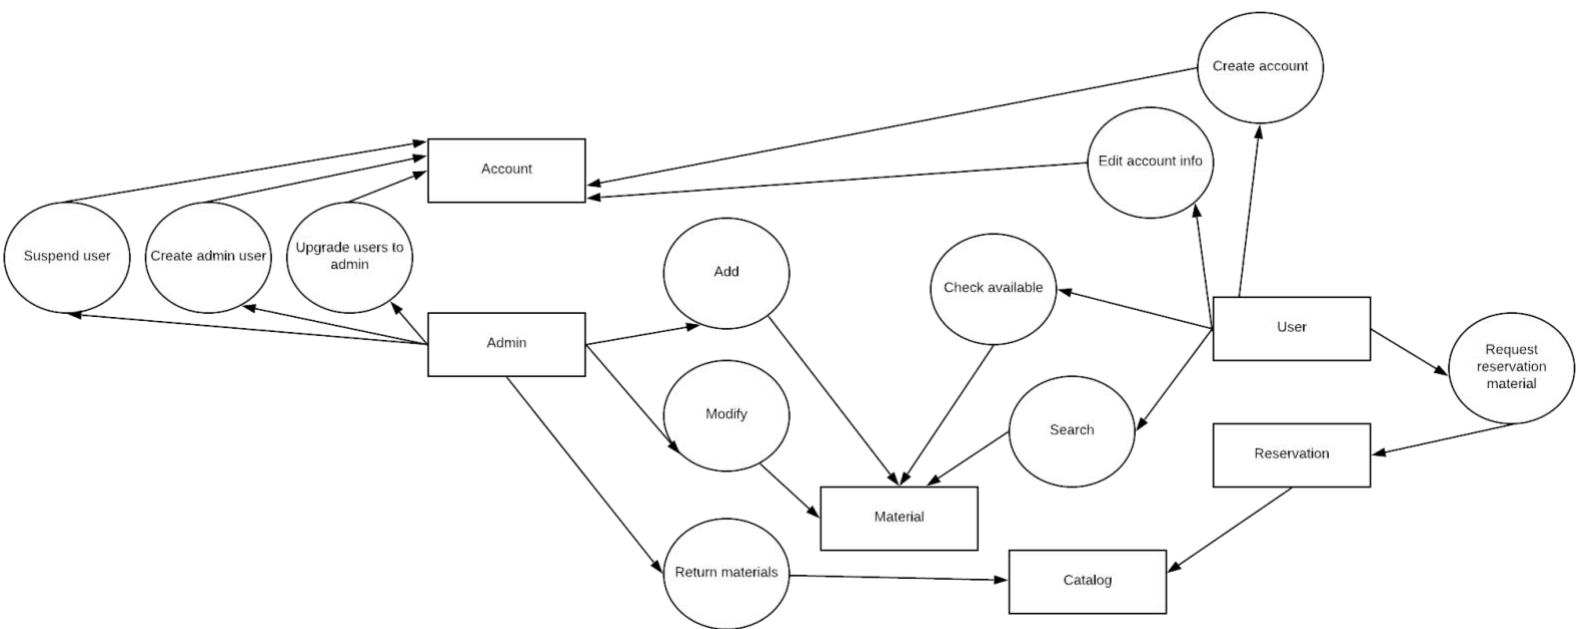 Create account
Edit account info
Account
Suspend user
Create admin user
Upgrade users to
admin
Add
Check available
User
Admin
Request
reservation
material
Modify
Search
Reservation
Material
Return materials
Catalog